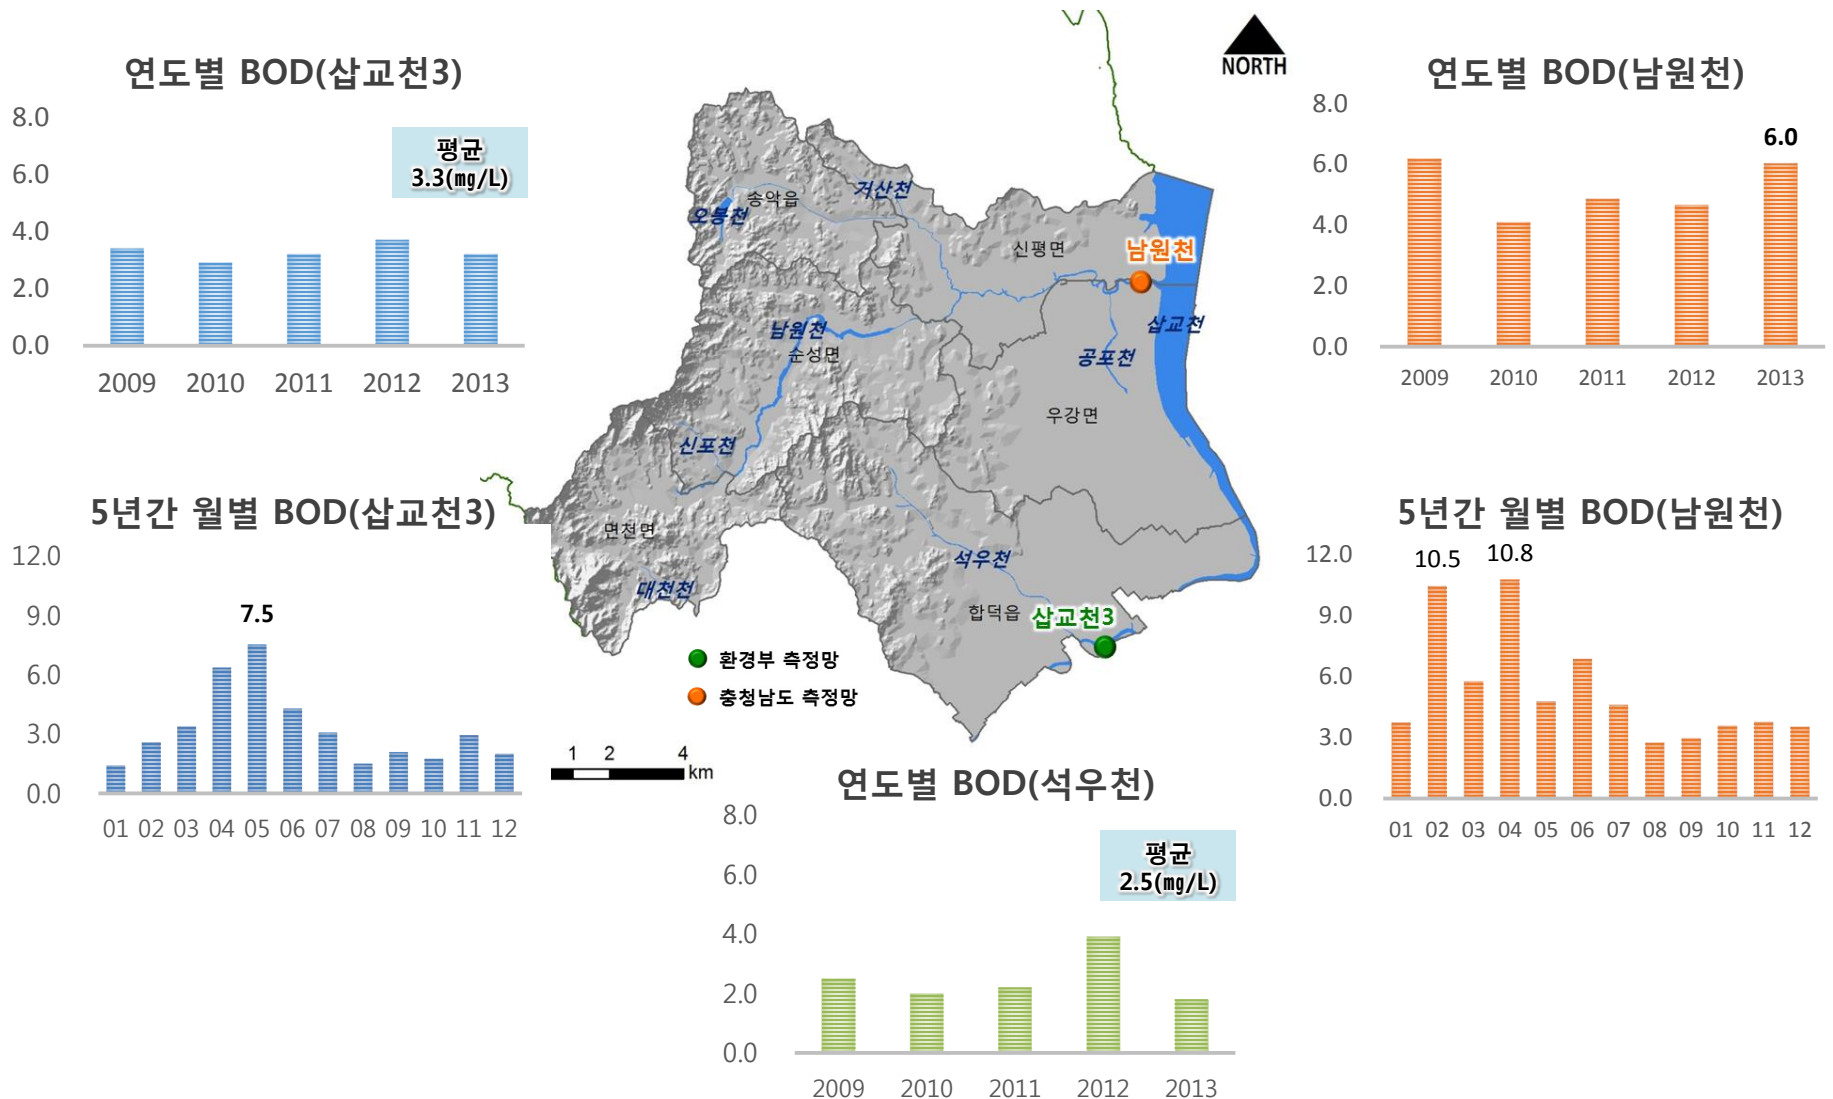 연도별 BOD(삽교천3)
8.0
6.0
4.0
2.0
0.0
평균
3.3(㎎/L)
2009 2010 2011 2012 2013
5년간 월별 BOD(삽교천3)
12.0
9.0
6.0
3.0
0.0
7.5
01 02 03 04 05 06 07 08 09 10 11 12
NORTH
거산천
송악읍
오봉천
신평면
남원천
남원천
순성면
삽교천
공포천
우강면
신포천
면천면
석우천
대천천
합덕읍
삽교천3
환경부 측정망
충청남도 측정망
1 2 4
km
연도별 BOD(석우천)
8.0
6.0
4.0
2.0
0.0
평균
2.5(㎎/L)
2009 2010 2011 2012 2013
연도별 BOD(남원천)
8.0
6.0
4.0
2.0
0.0
6.0
2009 2010 2011 2012 2013
5년간 월별 BOD(남원천)
12.0
9.0
6.0
3.0
0.0
10.5 10.8
01 02 03 04 05 06 07 08 09 10 11 12